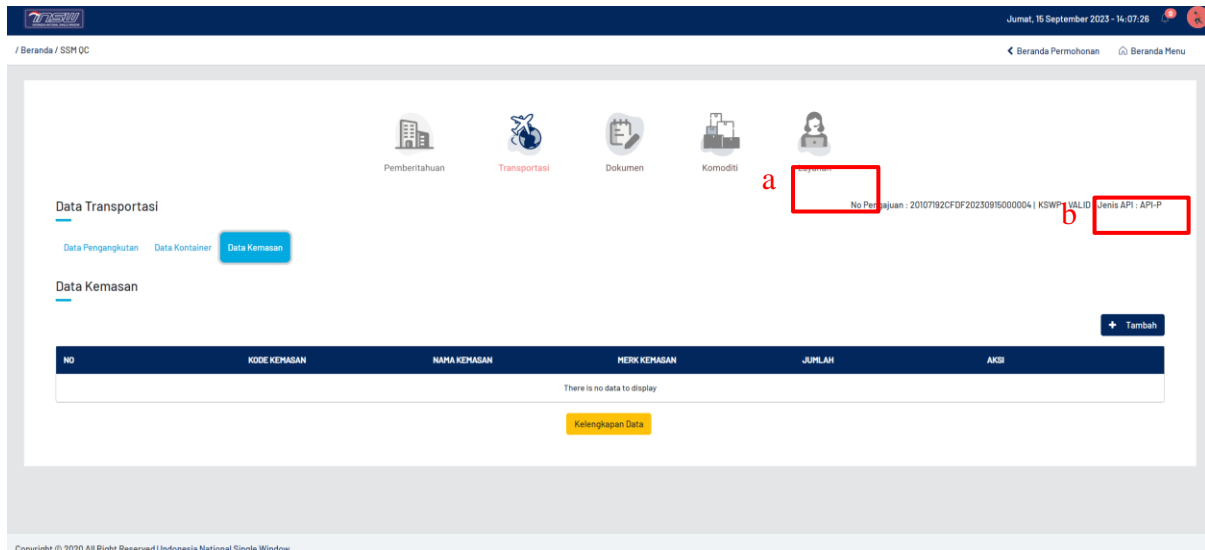 INSW
Jumat, 15 September 2023 - 14:07:26
/ Beranda / SSM QC
Beranda Permohonan
Beranda Menu
Pemberitahuan
Transportasi
Dokumen
Komoditi
Layanan
a
Data Transportasi
No Pengajuan : 20107192CFDF20230915000004 | KSWP : VALID
Jenis API : API-P
b
Data Pengangkutan
Data Kontainer
Data Kemasan
Data Kemasan
+ Tambah
NO
KODE KEMASAN
NAMA KEMASAN
MERK KEMASAN
JUMLAH
AKSI
There is no data to display
Kelengkapan Data
Copyright © 2020 All Right Reserved | Indonesia National Single Window